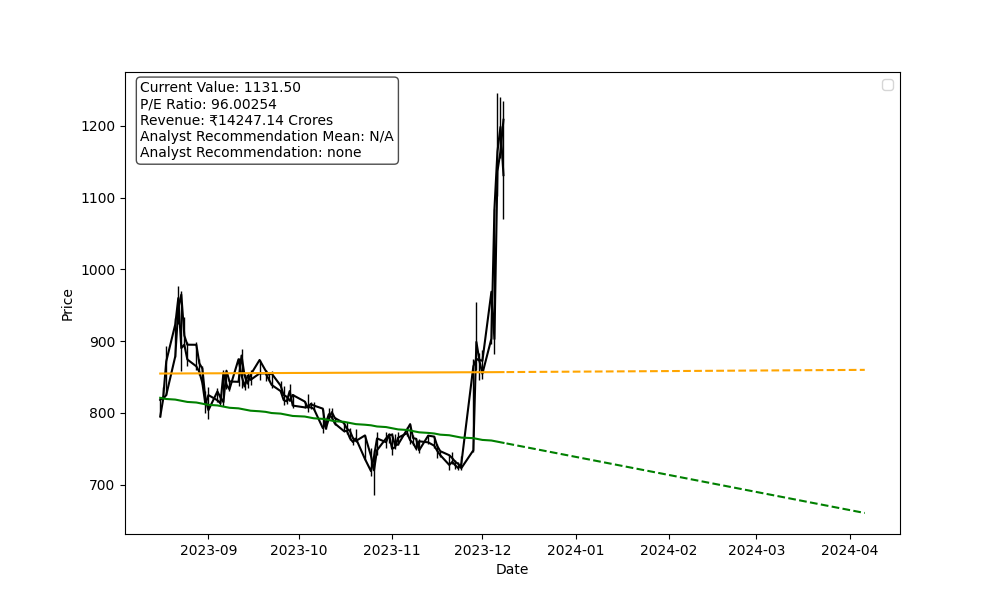 Current Value: 1131.50
P/E Ratio: 96.00254
Revenue: ₹14247.14 Crores
Analyst Recommendation Mean: N/A
Analyst Recommendation: none
1200
1100
1000
900
800
700
Price
2023-09 2023-10 2023-11 2023-12 2024-01 2024-02 2024-03 2024-04
Date